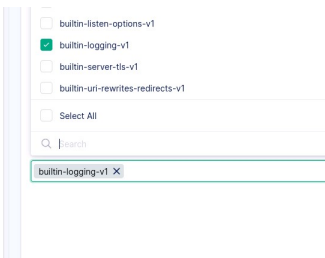 builtin-listen-options-v1
builtin-logging-v1
builtin-server-tls-v1
builtin-uri-rewrites-redirects-v1
Select All
Search
builtin-logging-v1